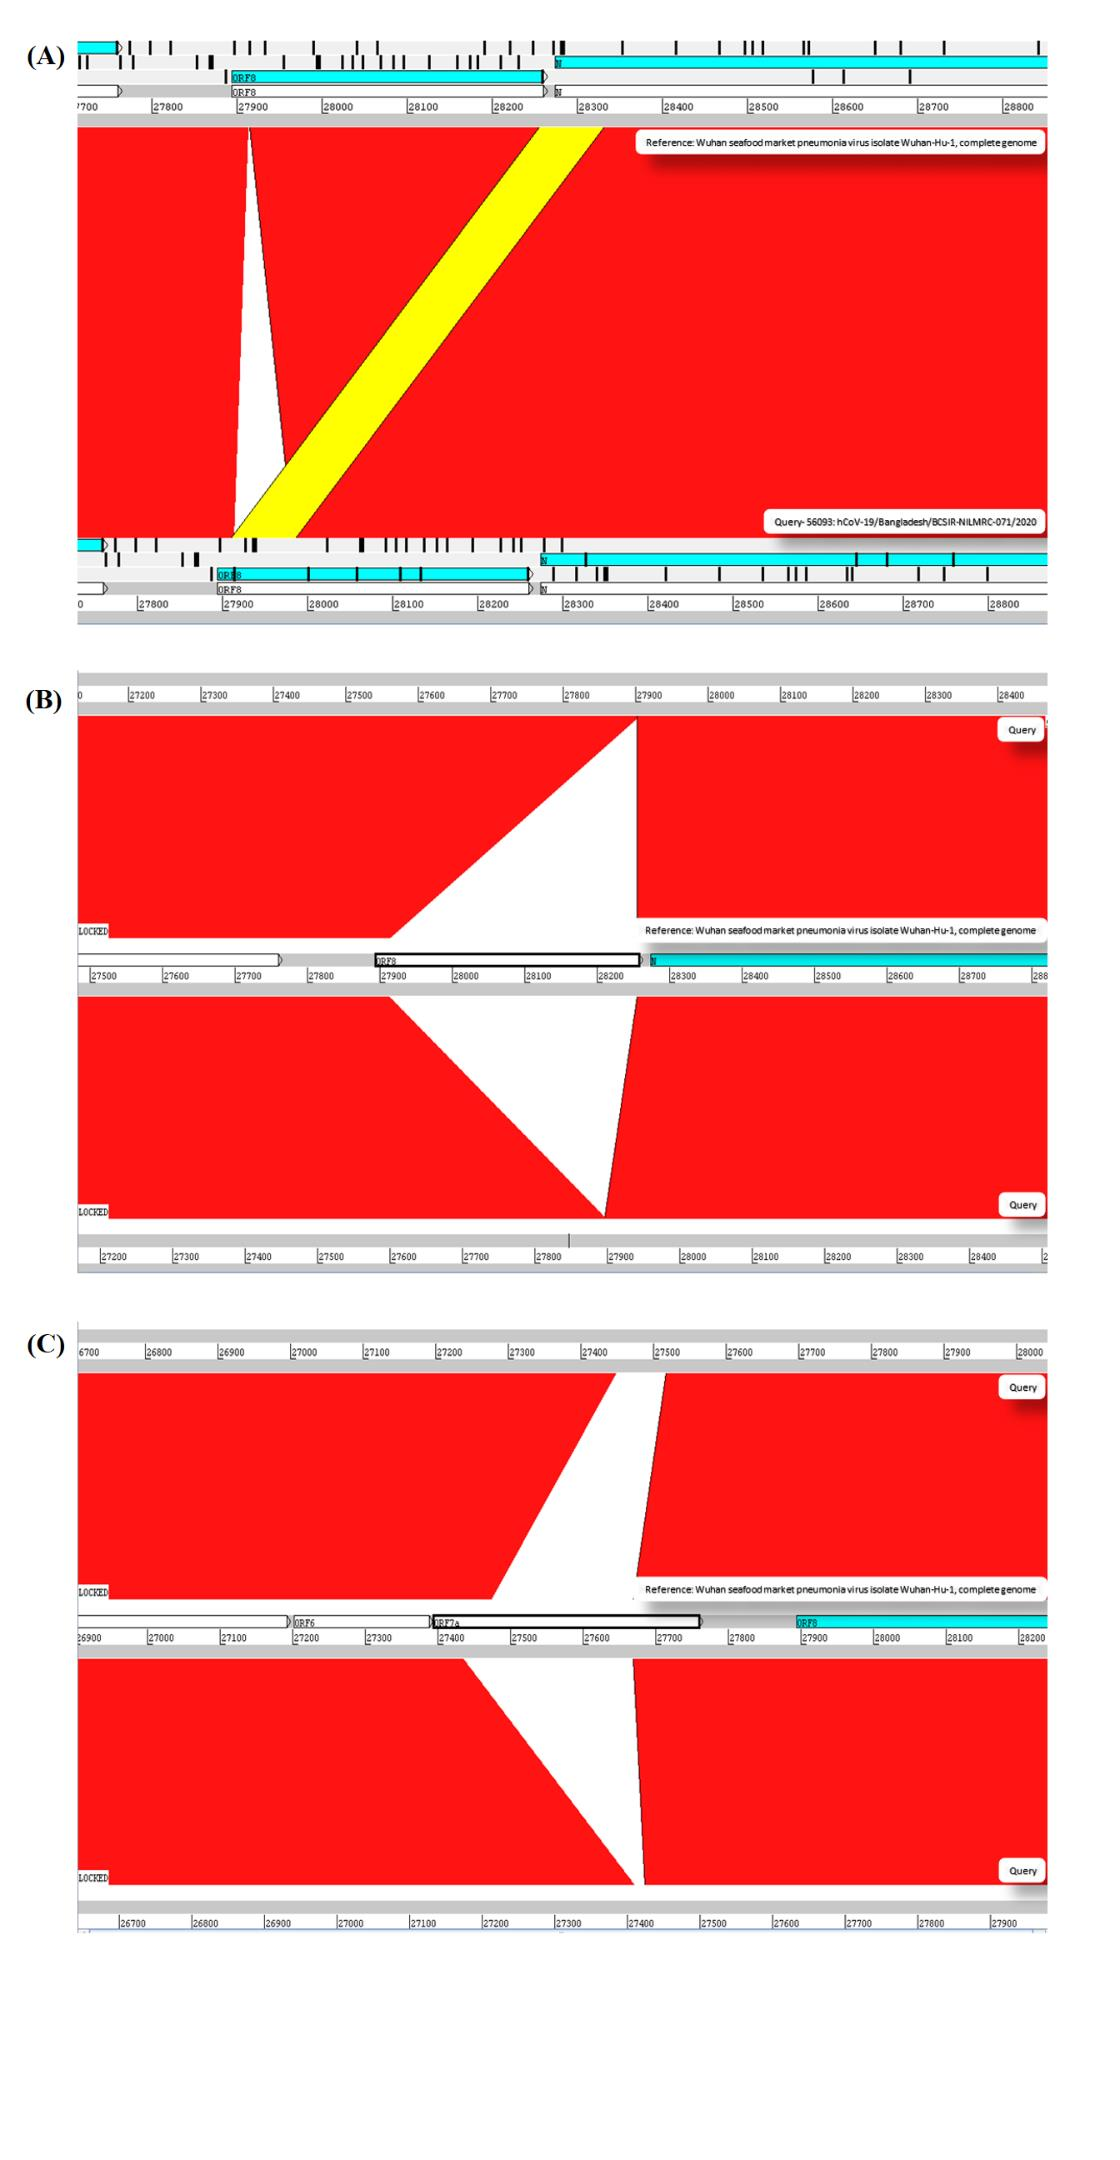 (A)
ORF8
N
ORF8
N
7700 27800 27900 28000 28100 28200 28300 28400 28500 28600 28700 28800
Reference: Wuhan seafood market pneumonia virus isolate Wuhan-Hu-1, complete genome
Query- 56093: hCoV-19/Bangladesh/BCSIR-NILMRC-071/2020
N
ORF8
ORF8
N
0 27800 27900 28000 28100 28200 28300 28400 28500 28600 28700 28800
(B)
0 27200 27300 27400 27500 27600 27700 27800 27900 28000 28100 28200 28300 28400
Query
LOCKED
Reference: Wuhan seafood market pneumonia virus isolate Wuhan-Hu-1, complete genome
ORF8 N
27500 27600 27700 27800 27900 28000 28100 28200 28300 28400 28500 28600 28700 288
LOCKED
Query
27200 27300 27400 27500 27600 27700 27800 27900 28000 28100 28200 28300 28400 2
(C)
6700 26800 26900 27000 27100 27200 27300 27400 27500 27600 27700 27800 27900 28000
Query
LOCKED
Reference: Wuhan seafood market pneumonia virus isolate Wuhan-Hu-1, complete genome
ORF6 ORF7a ORF8
26900 27000 27100 27200 27300 27400 27500 27600 27700 27800 27900 28000 28100 28200
LOCKED
Query
26700 26800 26900 27000 27100 27200 27300 27400 27500 27600 27700 27800 27900